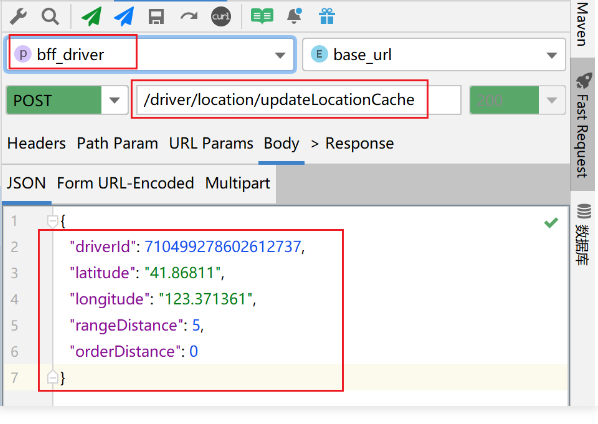 curl
p bff_driver
E base_url
POST
/driver/location/updateLocationCache
Headers Path Param URL Params Body > Response
JSON Form URL-Encoded Multipart
1 {
2 "driverId": 710499278602612737,
3 "latitude": "41.86811",
4 "longitude": "123.371361",
5 "rangeDistance": 5,
6 "orderDistance": 0
7 }
Maven
Fast Request
数据库